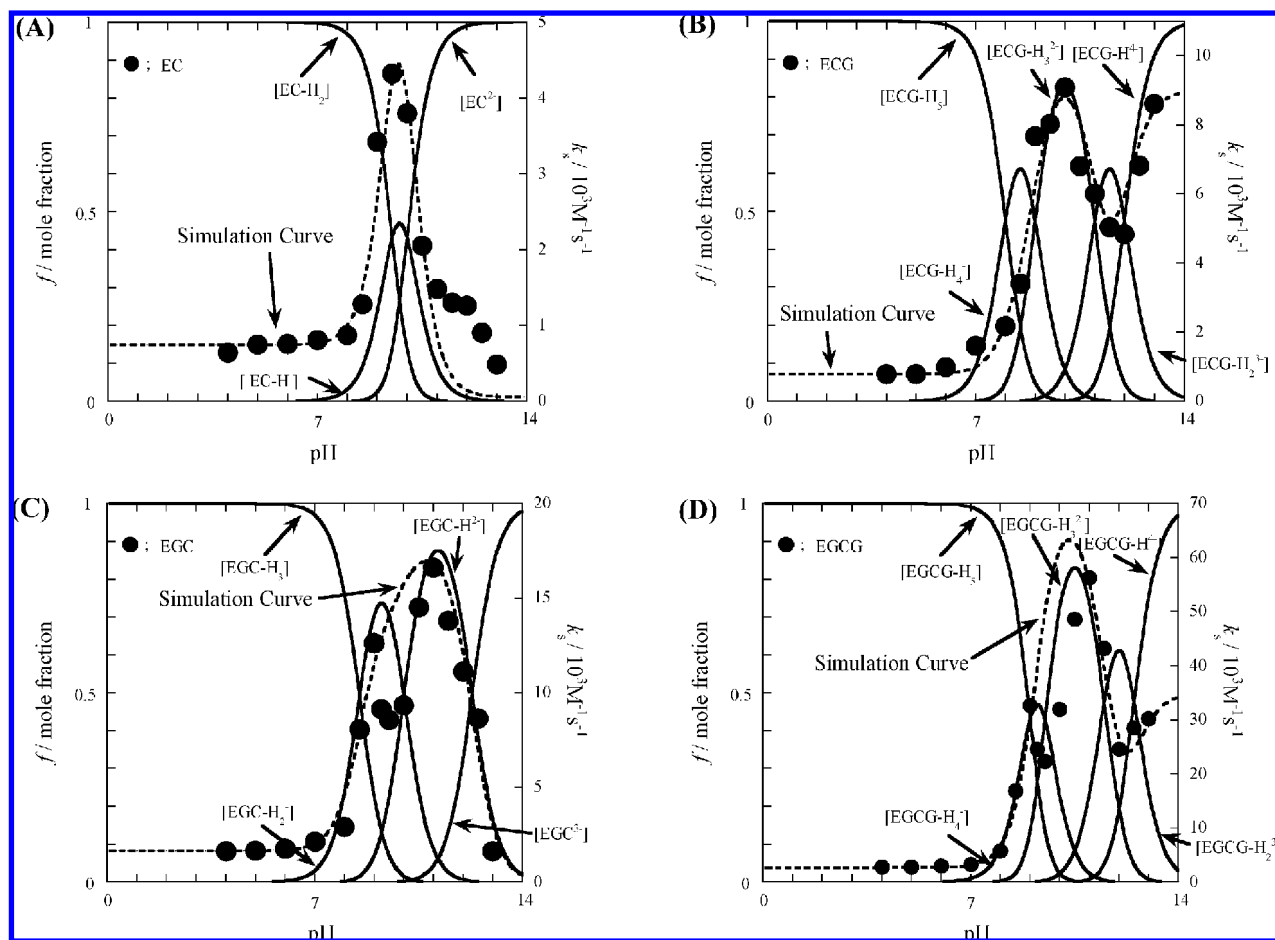 (A)
1
5
● ; EC
[EC-H2]
[EC2-]
4
3
f / mole fraction
0.5
ks / 10³M⁻¹s⁻¹
Simulation Curve
2
1
[EC-H-]
0
0
0
7
14
pH
(B)
1
● ; ECG
[ECG-H3²⁻]
[ECG-H⁴⁻]
10
[ECG-H5]
8
f / mole fraction
0.5
ks / 10³M⁻¹s⁻¹
6
[ECG-H4⁻]
4
Simulation Curve
2
[ECG-H2³⁻]
0
0
0
7
14
pH
(C)
1
20
● ; EGC
[EGC-H²⁻]
[EGC-H3]
Simulation Curve
15
f / mole fraction
0.5
ks / 10³M⁻¹s⁻¹
10
5
[EGC-H2⁻]
[EGC³⁻]
0
0
0
7
14
pH
(D)
1
70
● ; EGCG
[EGCG-H3²⁻]
[EGCG-H⁴⁻]
60
[EGCG-H5]
50
Simulation Curve
40
f / mole fraction
0.5
ks / 10³M⁻¹s⁻¹
30
20
[EGCG-H4⁻]
10
[EGCG-H2³
0
0
0
7
14
pH